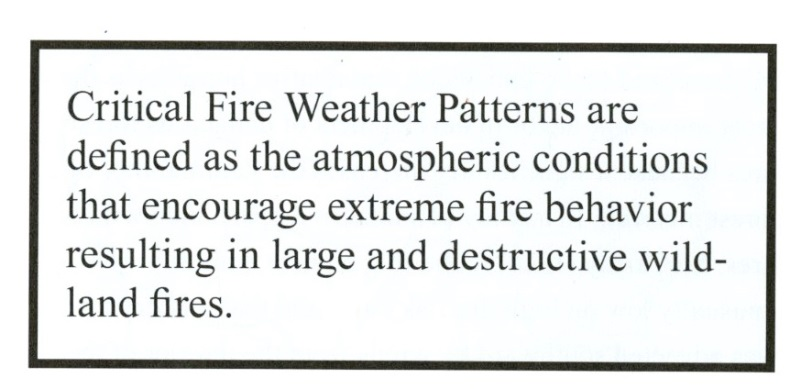 Critical Fire Weather Patterns are
defined as the atmospheric conditions
that encourage extreme fire behavior
resulting in large and destructive wild-
land fires.